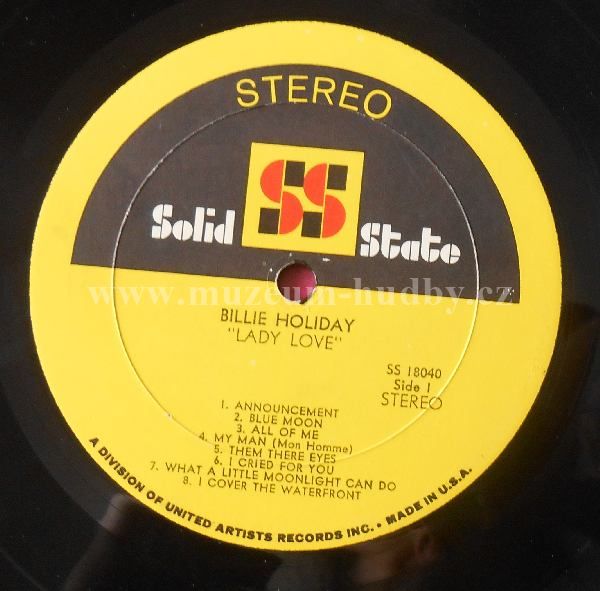 STEREO
SS
Solid State
www.muzeum-hudby.cz
BILLIE HOLIDAY
"LADY LOVE"
SS 18040
Side 1
STEREO
1. ANNOUNCEMENT
2. BLUE MOON
3. ALL OF ME
4. MY MAN (Mon Homme)
5. THEM THERE EYES
6. I CRIED FOR YOU
7. WHAT A LITTLE MOONLIGHT CAN DO
8. I COVER THE WATERFRONT
A DIVISION OF UNITED ARTISTS RECORDS INC. • MADE IN U.S.A.